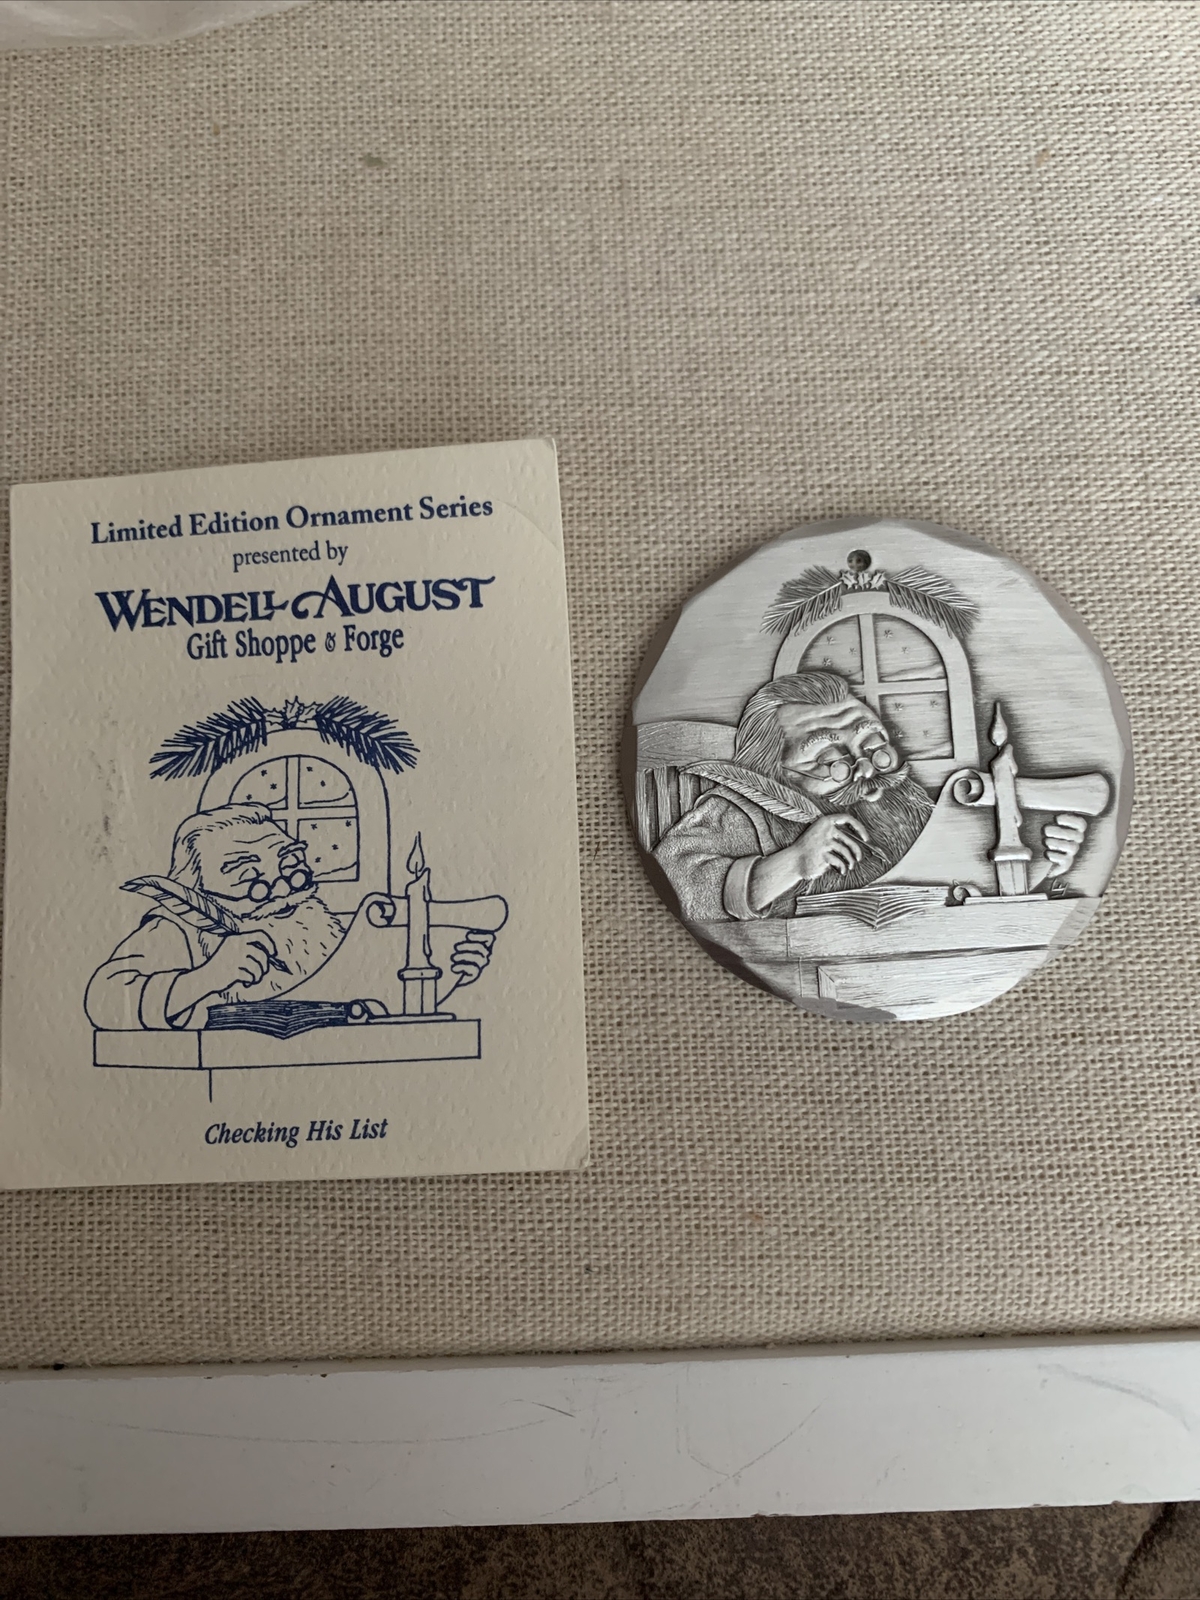 Limited Edition Ornament Series
presented by
WENDELL AUGUST
Gift Shoppe & Forge
Checking His List